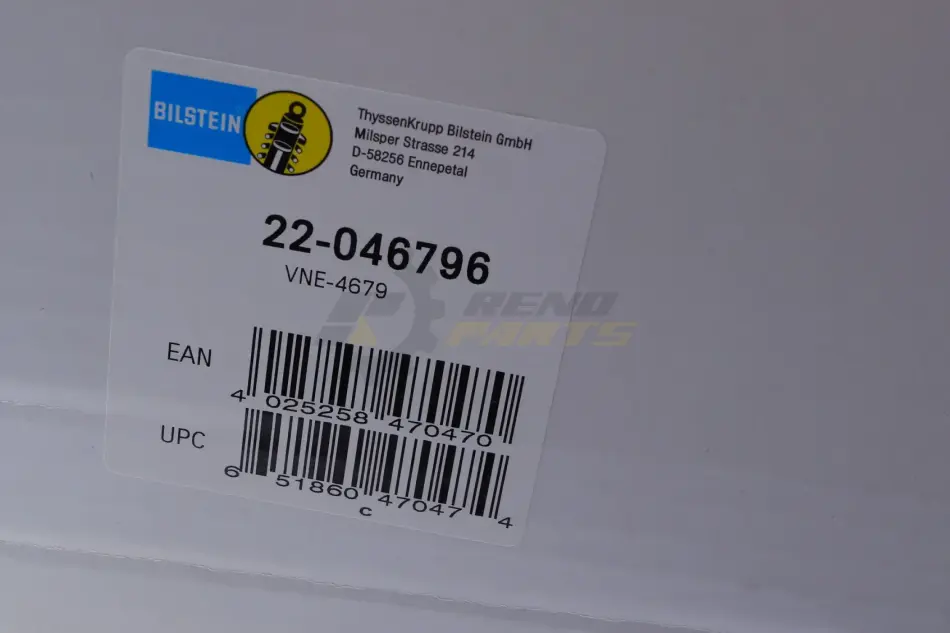 BILSTEIN
ThyssenKrupp Bilstein GmbH
Milsper Strasse 214
D-58256 Ennepetal
Germany
22-046796
VNE-4679
RENO
PARTS
EAN
4 025258 470470
UPC
6 51860 47047 4
c